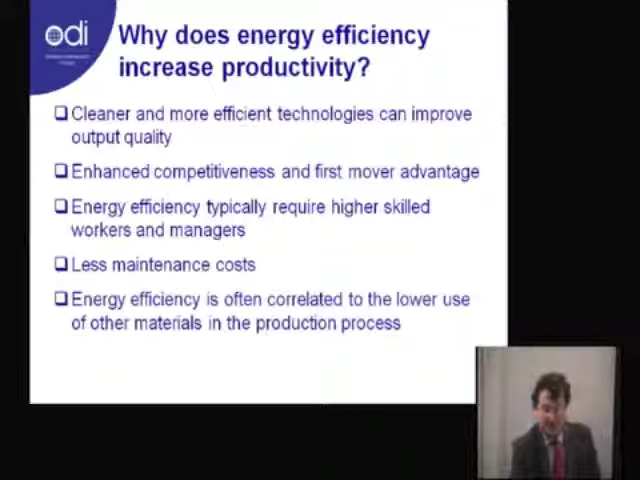 odi
Why does energy efficiency
increase productivity?
Cleaner and more efficient technologies can improve
output quality
Enhanced competitiveness and first mover advantage
Energy efficiency typically require higher skilled
workers and managers
Less maintenance costs
Energy efficiency is often correlated to the lower use
of other materials in the production process